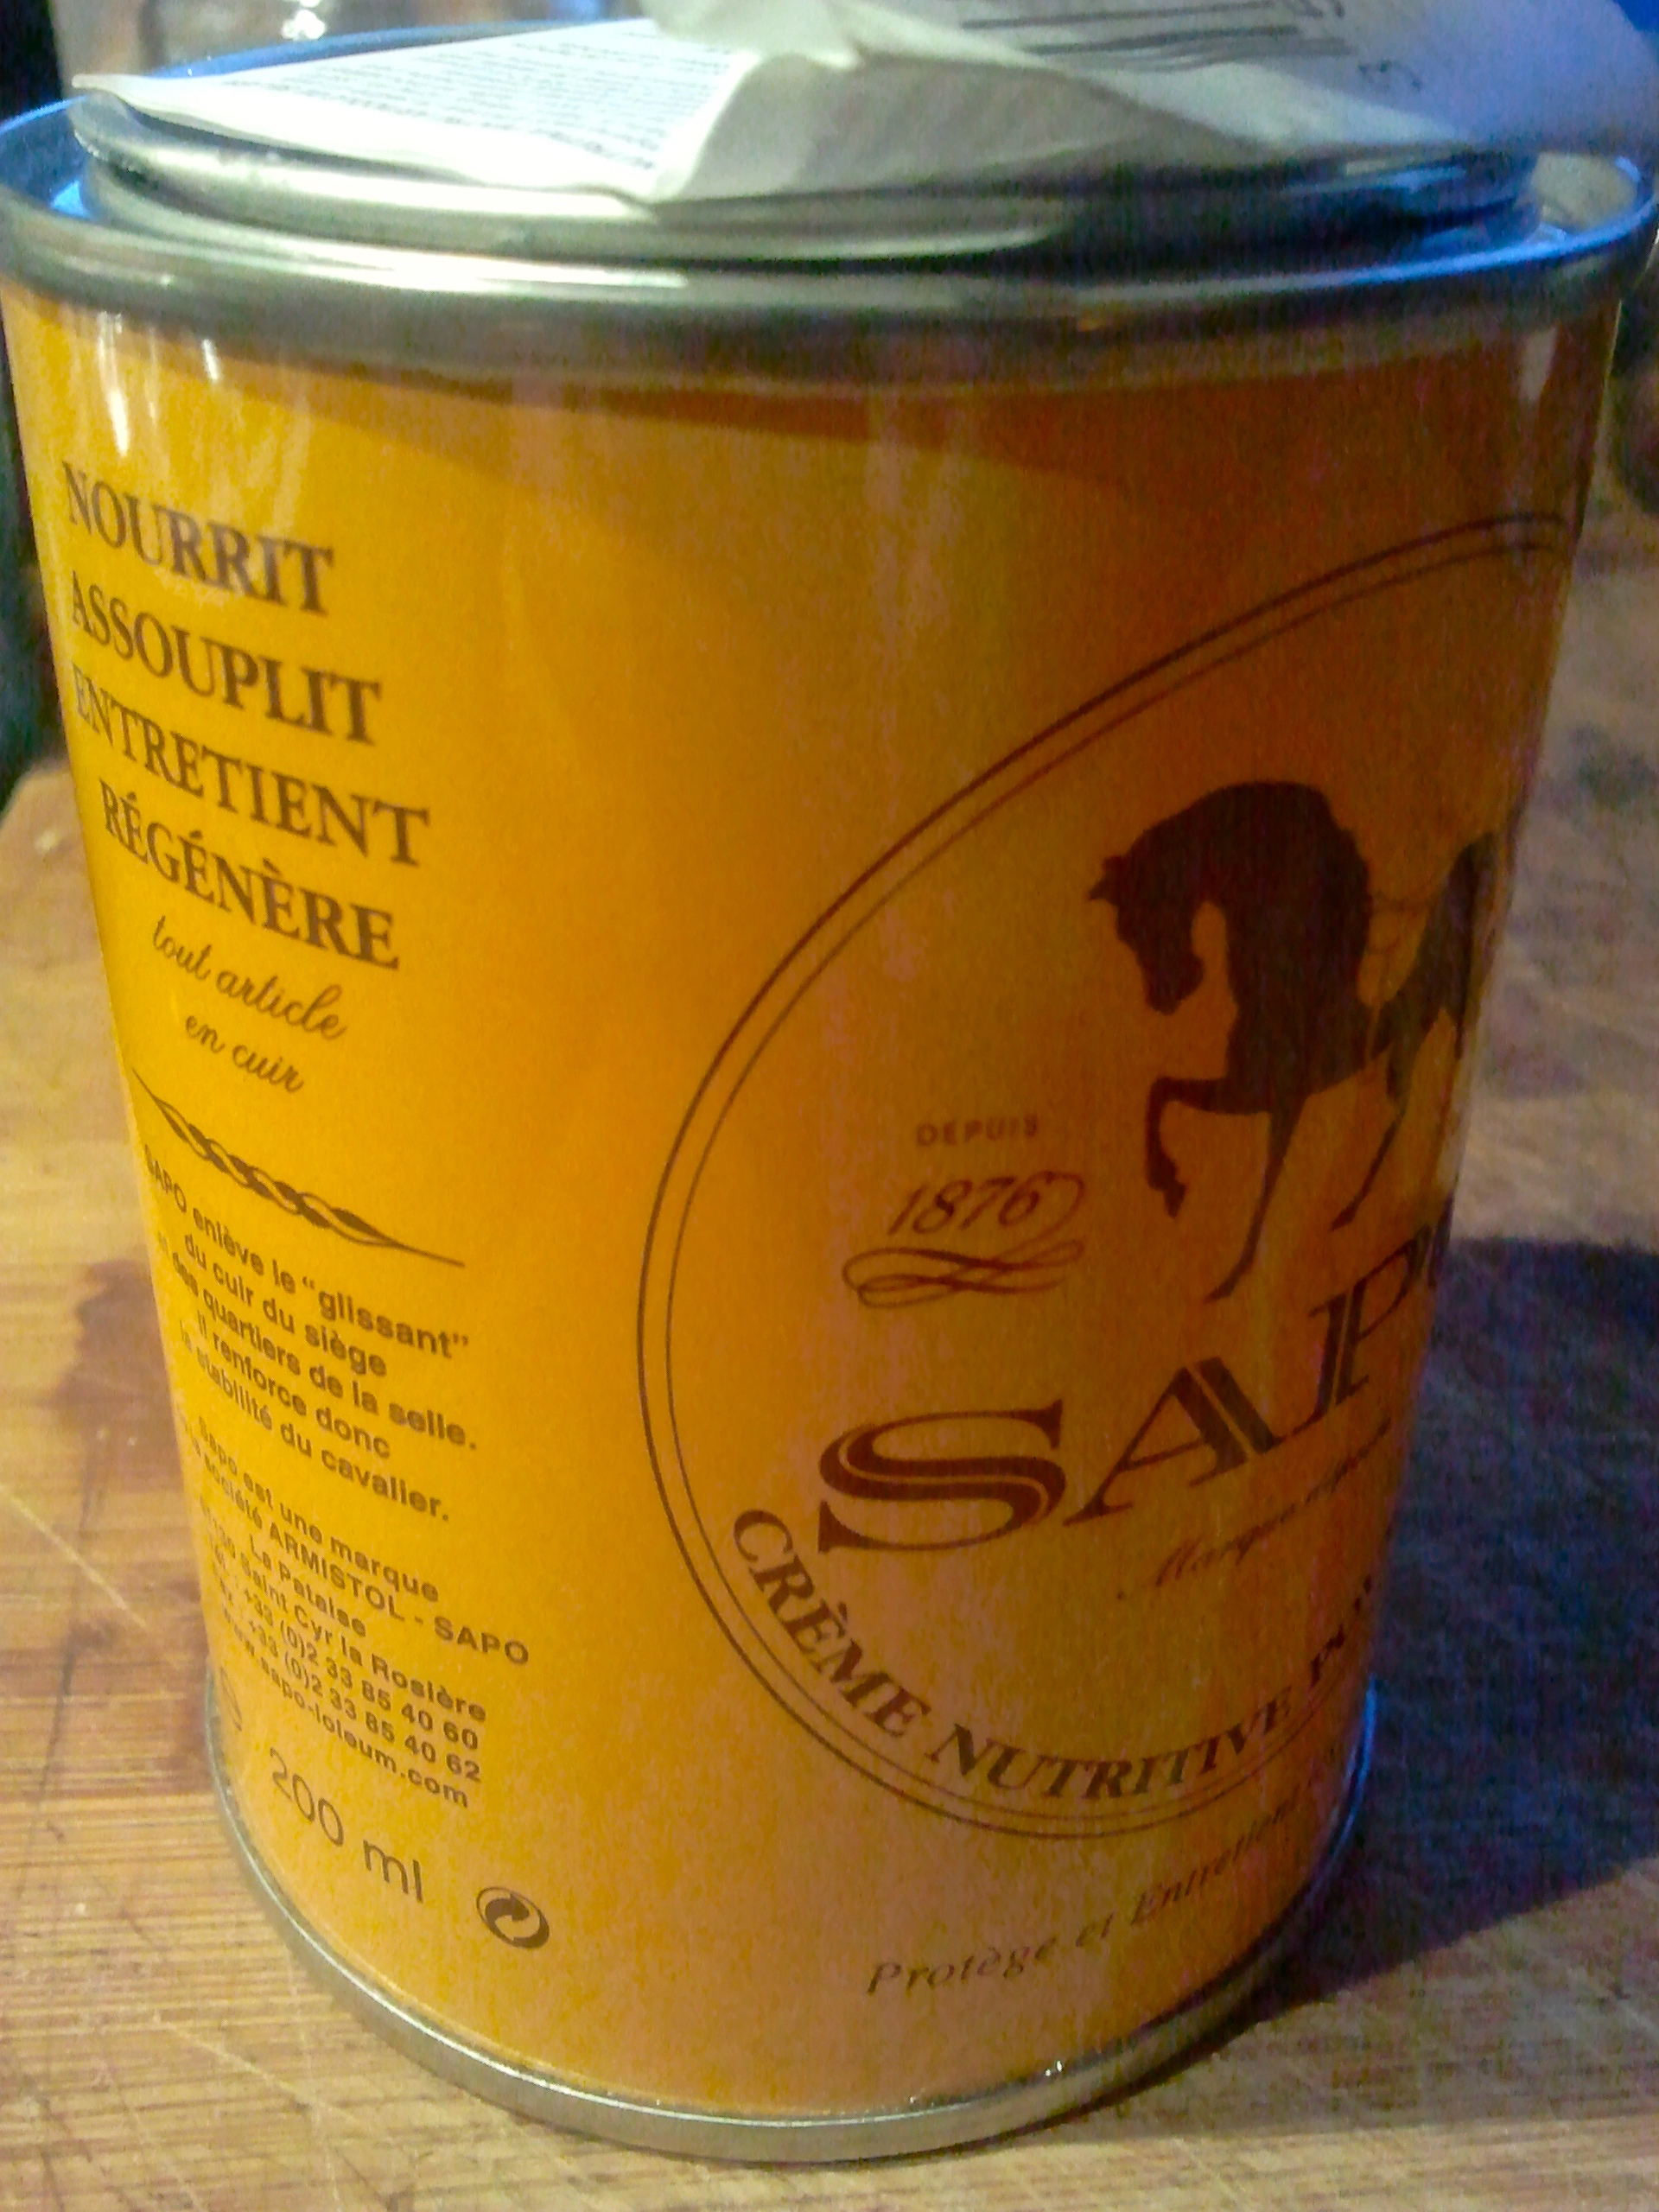 NOURRIT
ASSOUPLIT
ENTRETIENT
RÉGÉNÈRE
tout article
en cuir
SAPO enlève le "glissant"
du cuir du siège
et des quartiers de la selle.
Il renforce donc
la stabilité du cavalier.
Sapo est une marque
de la société ARMISTOL - SAPO
La Pataise
Saint Cyr la Rosière
+33 (0)2 33 85 40 60
+33 (0)2 33 85 40 62
www.sapo-loleum.com
200 ml
DEPUIS
1876
SAP
Marque
CRÈME NUTRITIVE
Protège et Entretient